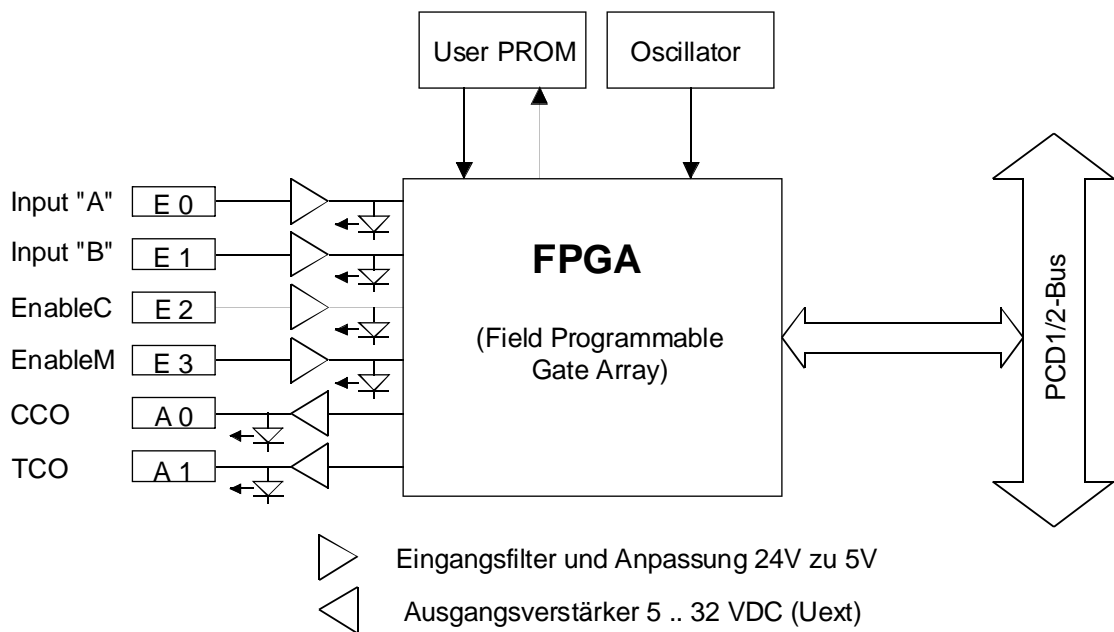 User PROM
Oscillator
Input "A" E 0
Input "B" E 1
EnableC E 2
EnableM E 3
CCO A 0
TCO A 1
FPGA
(Field Programmable
Gate Array)
PCD1/2-Bus
Eingangsfilter und Anpassung 24V zu 5V
Ausgangsverstärker 5 .. 32 VDC (Uext)